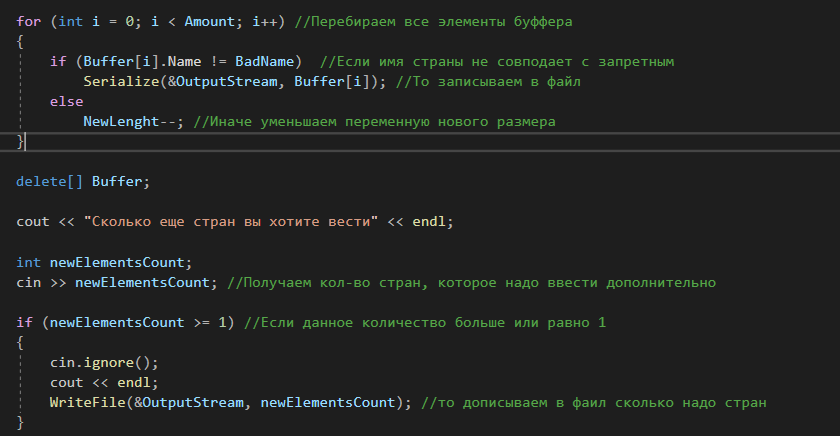 for (int i = 0; i < Amount; i++) //Перебираем все элементы буффера
{
if (Buffer[i].Name != BadName) //Если имя страны не совподает с запретным
Serialize(&OutputStream, Buffer[i]); //То записываем в файл
else
NewLenght--; //Иначе уменьшаем переменную нового размера
}
delete[] Buffer;
cout << "Сколько еще стран вы хотите вести" << endl;
int newElementsCount;
cin >> newElementsCount; //Получаем кол-во стран, которое надо ввести дополнительно
if (newElementsCount >= 1) //Если данное количество больше или равно 1
{
cin.ignore();
cout << endl;
WriteFile(&OutputStream, newElementsCount); //то дописываем в фаил сколько надо стран
}